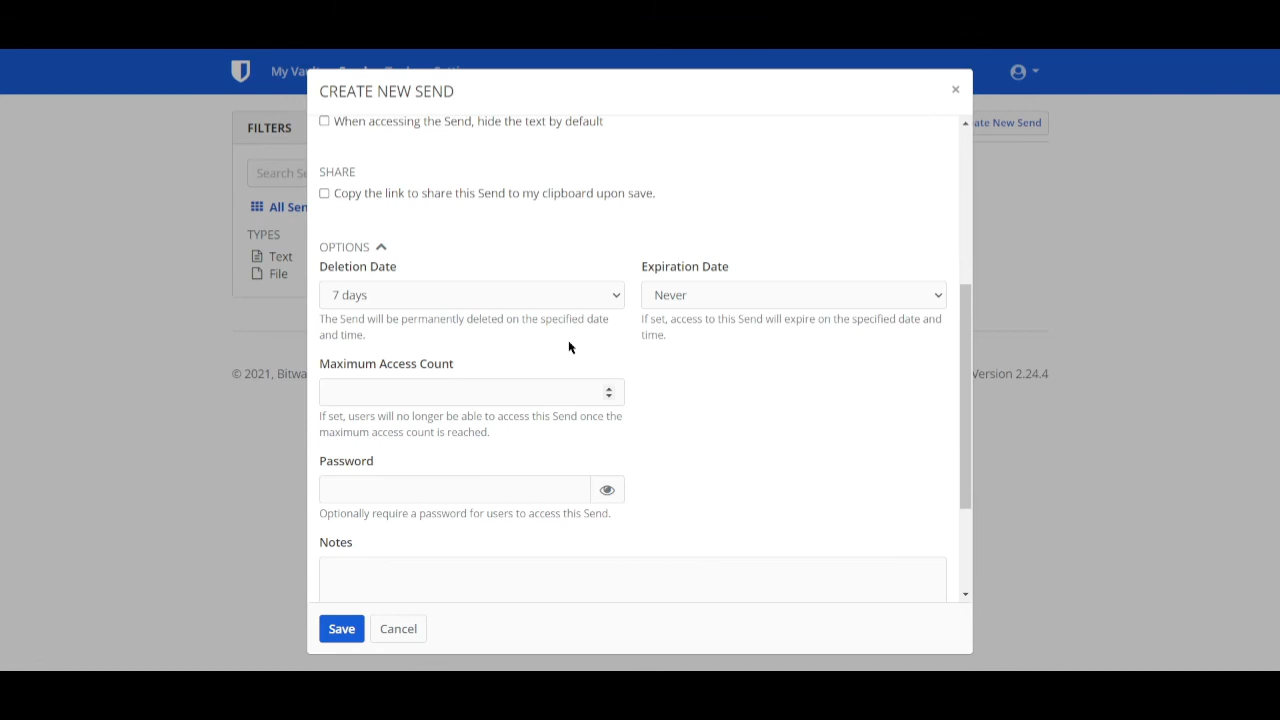 My Vau
CREATE NEW SEND
×
FILTERS
When accessing the Send, hide the text by default
ate New Send
Search Se
SHARE
Copy the link to share this Send to my clipboard upon save.
All Sen
TYPES
Text
File
OPTIONS
Deletion Date
Expiration Date
7 days
Never
The Send will be permanently deleted on the specified date
and time.
If set, access to this Send will expire on the specified date and
time.
Maximum Access Count
© 2021, Bitwa
Version 2.24.4
If set, users will no longer be able to access this Send once the
maximum access count is reached.
Password
Optionally require a password for users to access this Send.
Notes
Save
Cancel